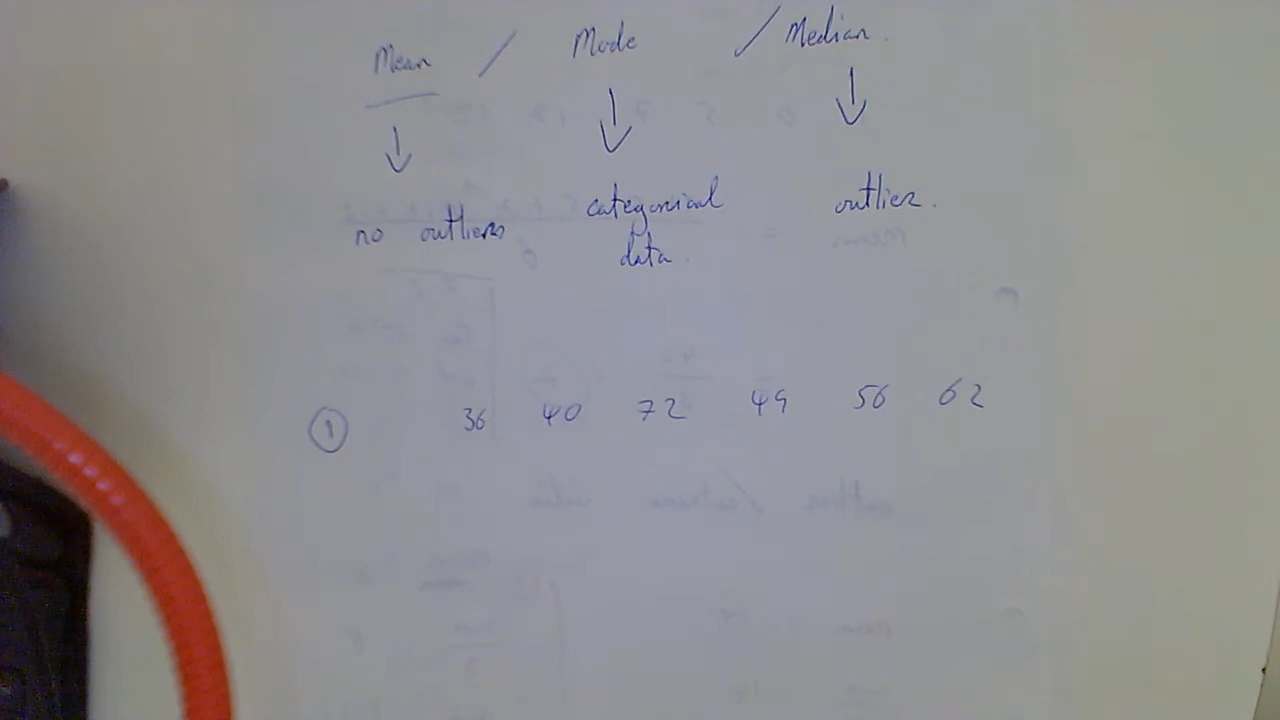 Mean / Mode / Median.
no outliers categorical data. outlier.
① 36 40 72 49 56 62